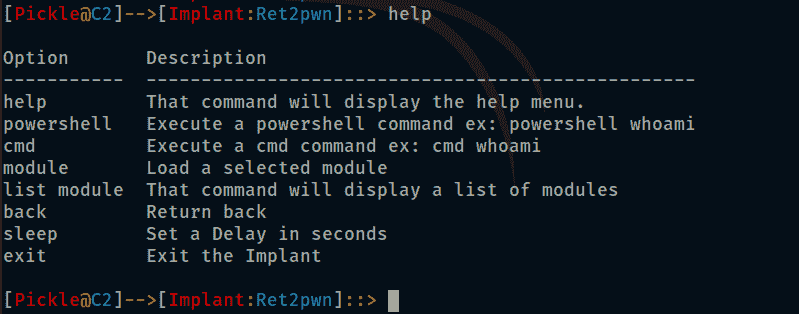 [Pickle@C2]-->[Implant:Ret2pwn]::> help
Option       Description
-----------  ---------------------------------------------------
help         That command will display the help menu.
powershell   Execute a powershell command ex: powershell whoami
cmd          Execute a cmd command ex: cmd whoami
module       Load a selected module
list module  That command will display a list of modules
back         Return back
sleep        Set a Delay in seconds
exit         Exit the Implant
[Pickle@C2]-->[Implant:Ret2pwn]::>